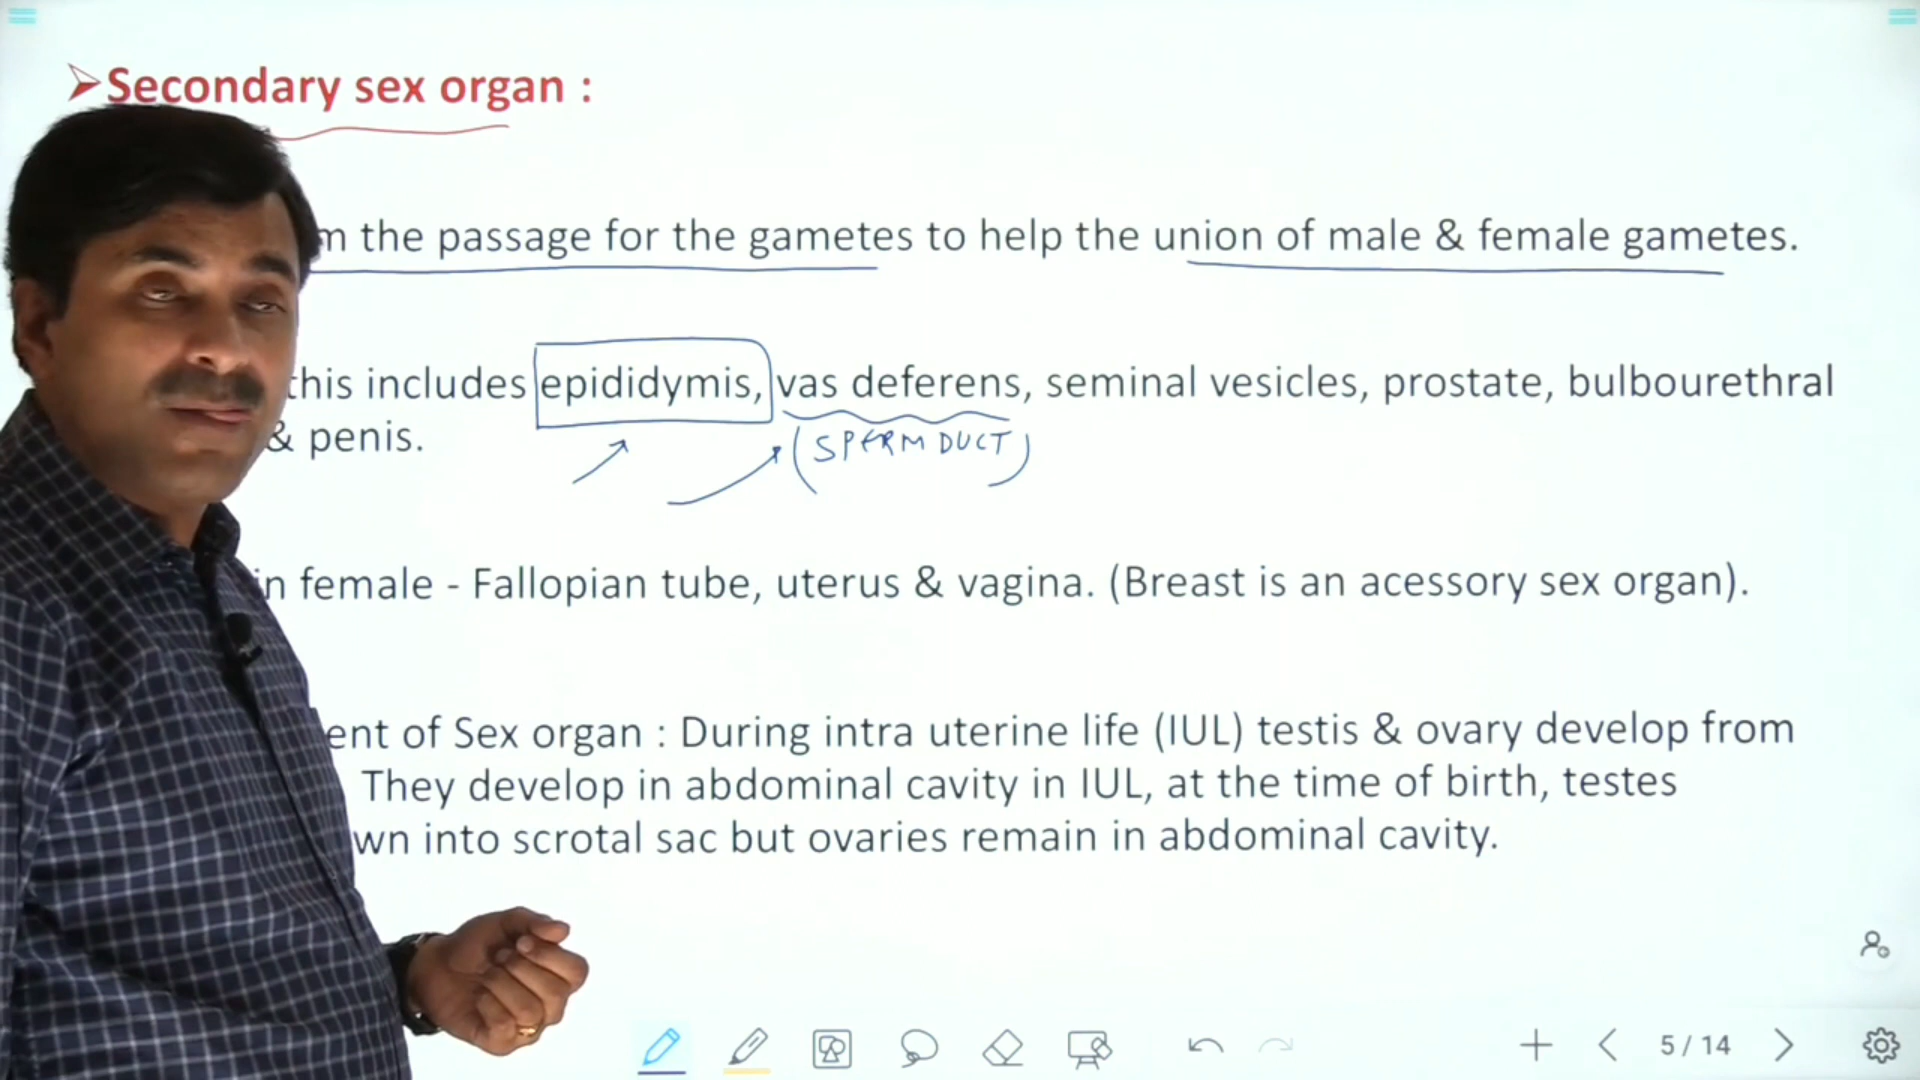 ➢Secondary sex organ :
m the passage for the gametes to help the union of male & female gametes.
this includes epididymis, vas deferens, seminal vesicles, prostate, bulbourethral
& penis.
(SPERM DUCT)
in female - Fallopian tube, uterus & vagina. (Breast is an acessory sex organ).
ent of Sex organ : During intra uterine life (IUL) testis & ovary develop from
They develop in abdominal cavity in IUL, at the time of birth, testes
wn into scrotal sac but ovaries remain in abdominal cavity.
5 / 14